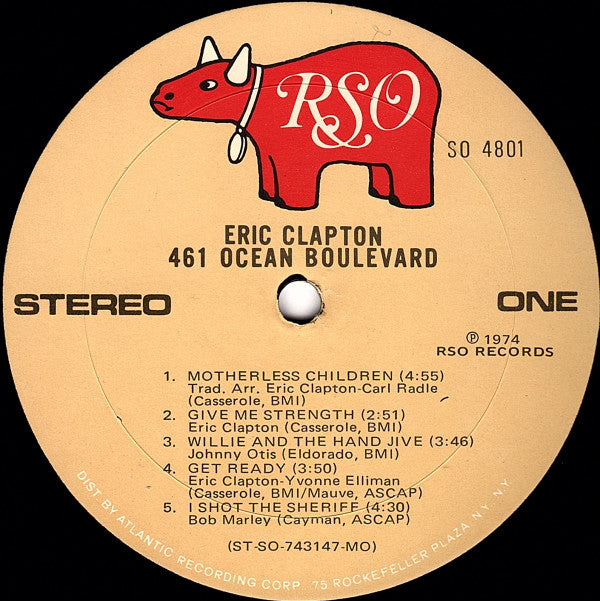 RSO
SO 4801
ERIC CLAPTON
461 OCEAN BOULEVARD
STEREO
ONE
℗ 1974
RSO RECORDS
1. MOTHERLESS CHILDREN (4:55)
Trad. Arr. Eric Clapton-Carl Radle
(Casserole, BMI)
2. GIVE ME STRENGTH (2:51)
Eric Clapton (Casserole, BMI)
3. WILLIE AND THE HAND JIVE (3:46)
Johnny Otis (Eldorado, BMI)
4. GET READY (3:50)
Eric Clapton-Yvonne Elliman
(Casserole, BMI/Mauve, ASCAP)
5. I SHOT THE SHERIFF (4:30)
Bob Marley (Cayman, ASCAP)
(ST-SO-743147-MO)
DIST. BY ATLANTIC RECORDING CORP. 75 ROCKEFELLER PLAZA, N.Y. N.Y.